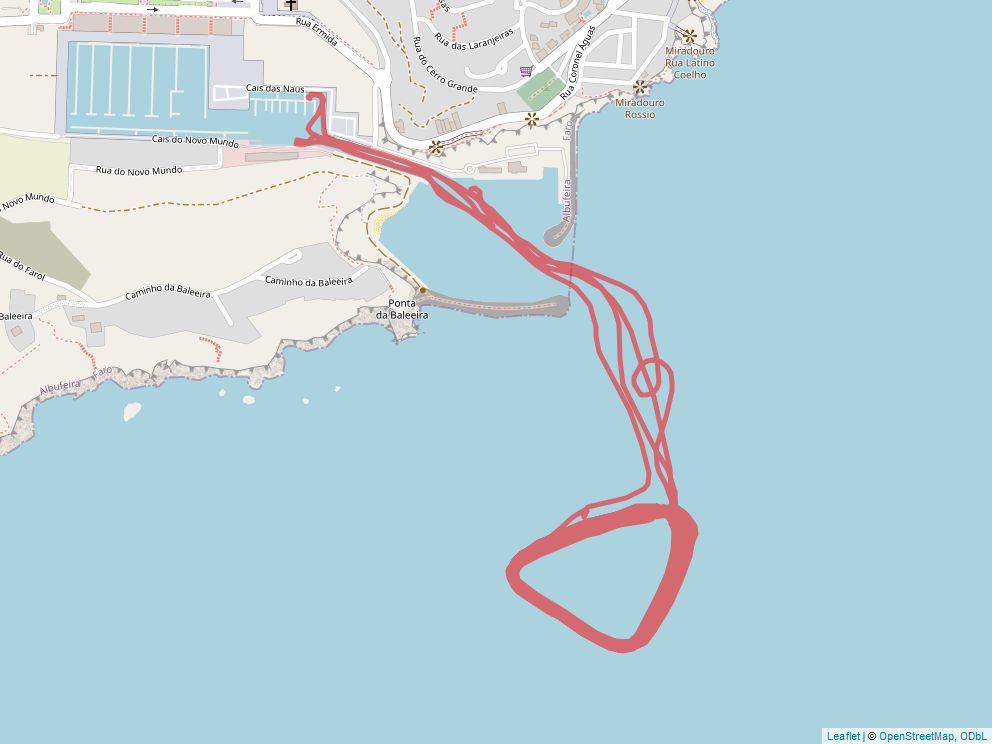 Rua Ermida
Ehas
Rua das Laranjeiras
Rua do Cerro Grande
Rua Coronel Águas
Miradouro
Rua Latino
Coelho
Miradouro
Rossio
Cais das Naus
Cais do Novo Mundo
Rua do Novo Mundo
Novo Mundo
Rua do Farol
Faro
Albufeira
Caminho da Baleeira
Caminho da Baleeira
Baleeira
Ponta
da Baleeira
Albufeira
Faro
Leaflet | © OpenStreetMap, ODbL